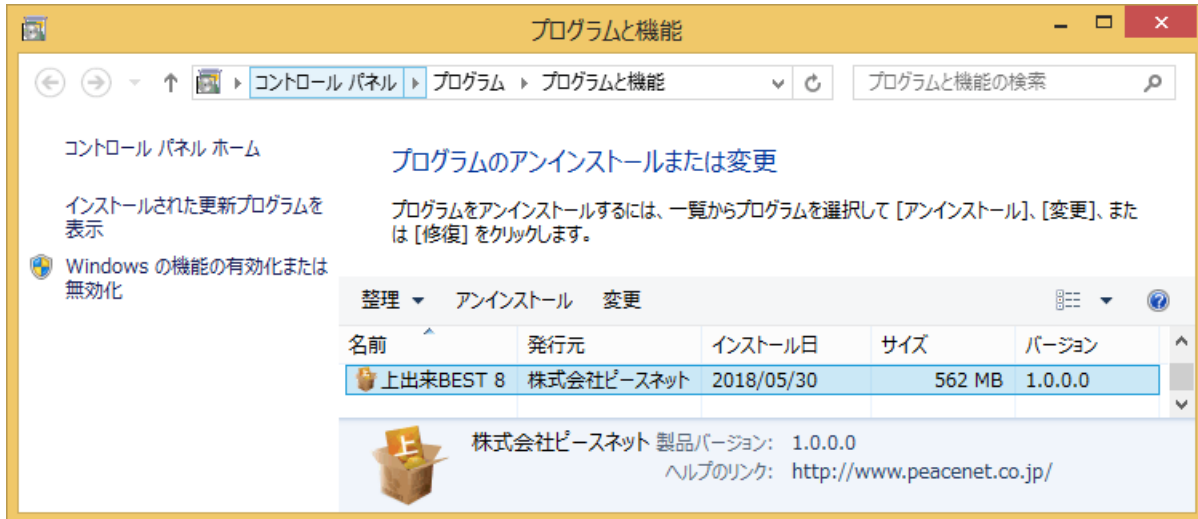 プログラムと機能
コントロール パネル プログラム プログラムと機能 プログラムと機能の検索
コントロール パネル ホーム
インストールされた更新プログラムを
表示
Windows の機能の有効化または
無効化
プログラムのアンインストールまたは変更
プログラムをアンインストールするには、一覧からプログラムを選択して [アンインストール]、[変更]、また
は [修復] をクリックします。
整理 アンインストール 変更
名前 発行元 インストール日 サイズ バージョン
上出来BEST 8 株式会社ピースネット 2018/05/30 562 MB 1.0.0.0
上
株式会社ピースネット 製品バージョン: 1.0.0.0
ヘルプのリンク: http://www.peacenet.co.jp/